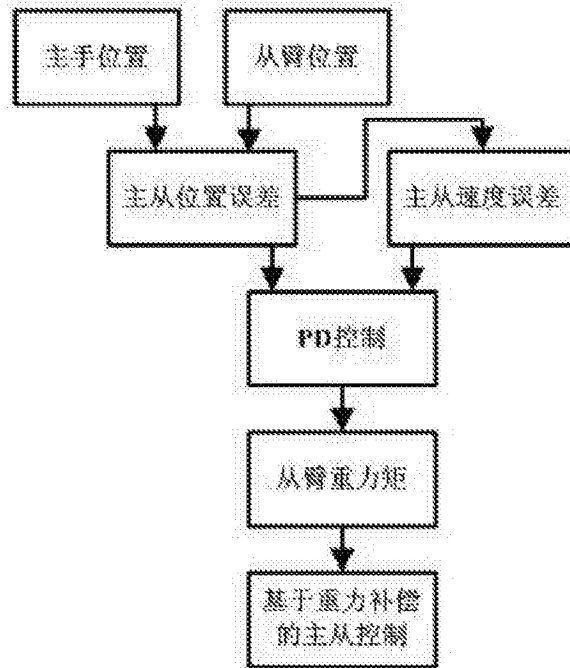 主手位置
从臂位置
主从位置误差
主从速度误差
PD控制
从臂重力矩
基于重力补偿
的主从控制